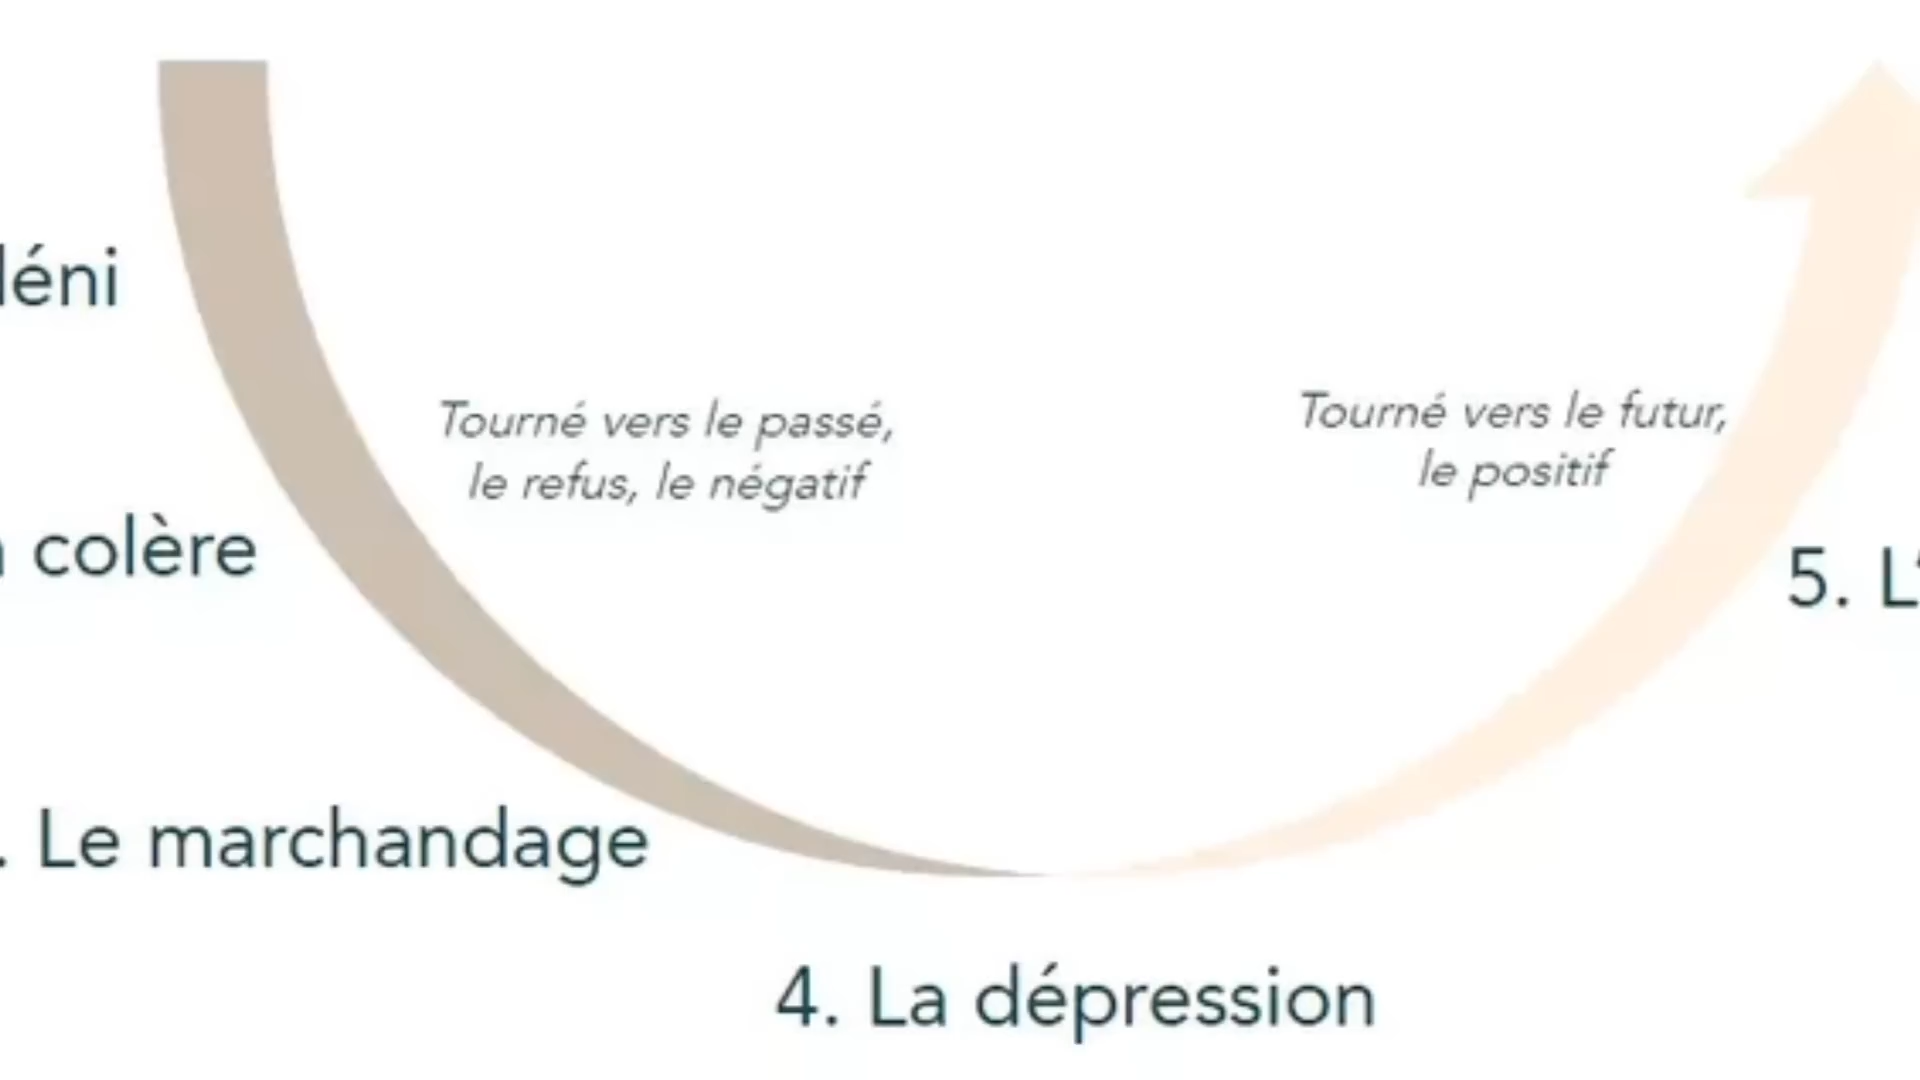 déni
Tourné vers le passé,
le refus, le négatif
Tourné vers le futur,
le positif
colère
5. L'
. Le marchandage
4. La dépression